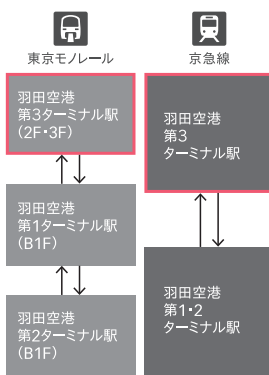 東京モノレール
羽田空港
第3ターミナル駅
(2F・3F)
羽田空港
第1ターミナル駅
(B1F)
羽田空港
第2ターミナル駅
(B1F)
京急線
羽田空港
第3
ターミナル駅
羽田空港
第1・2
ターミナル駅